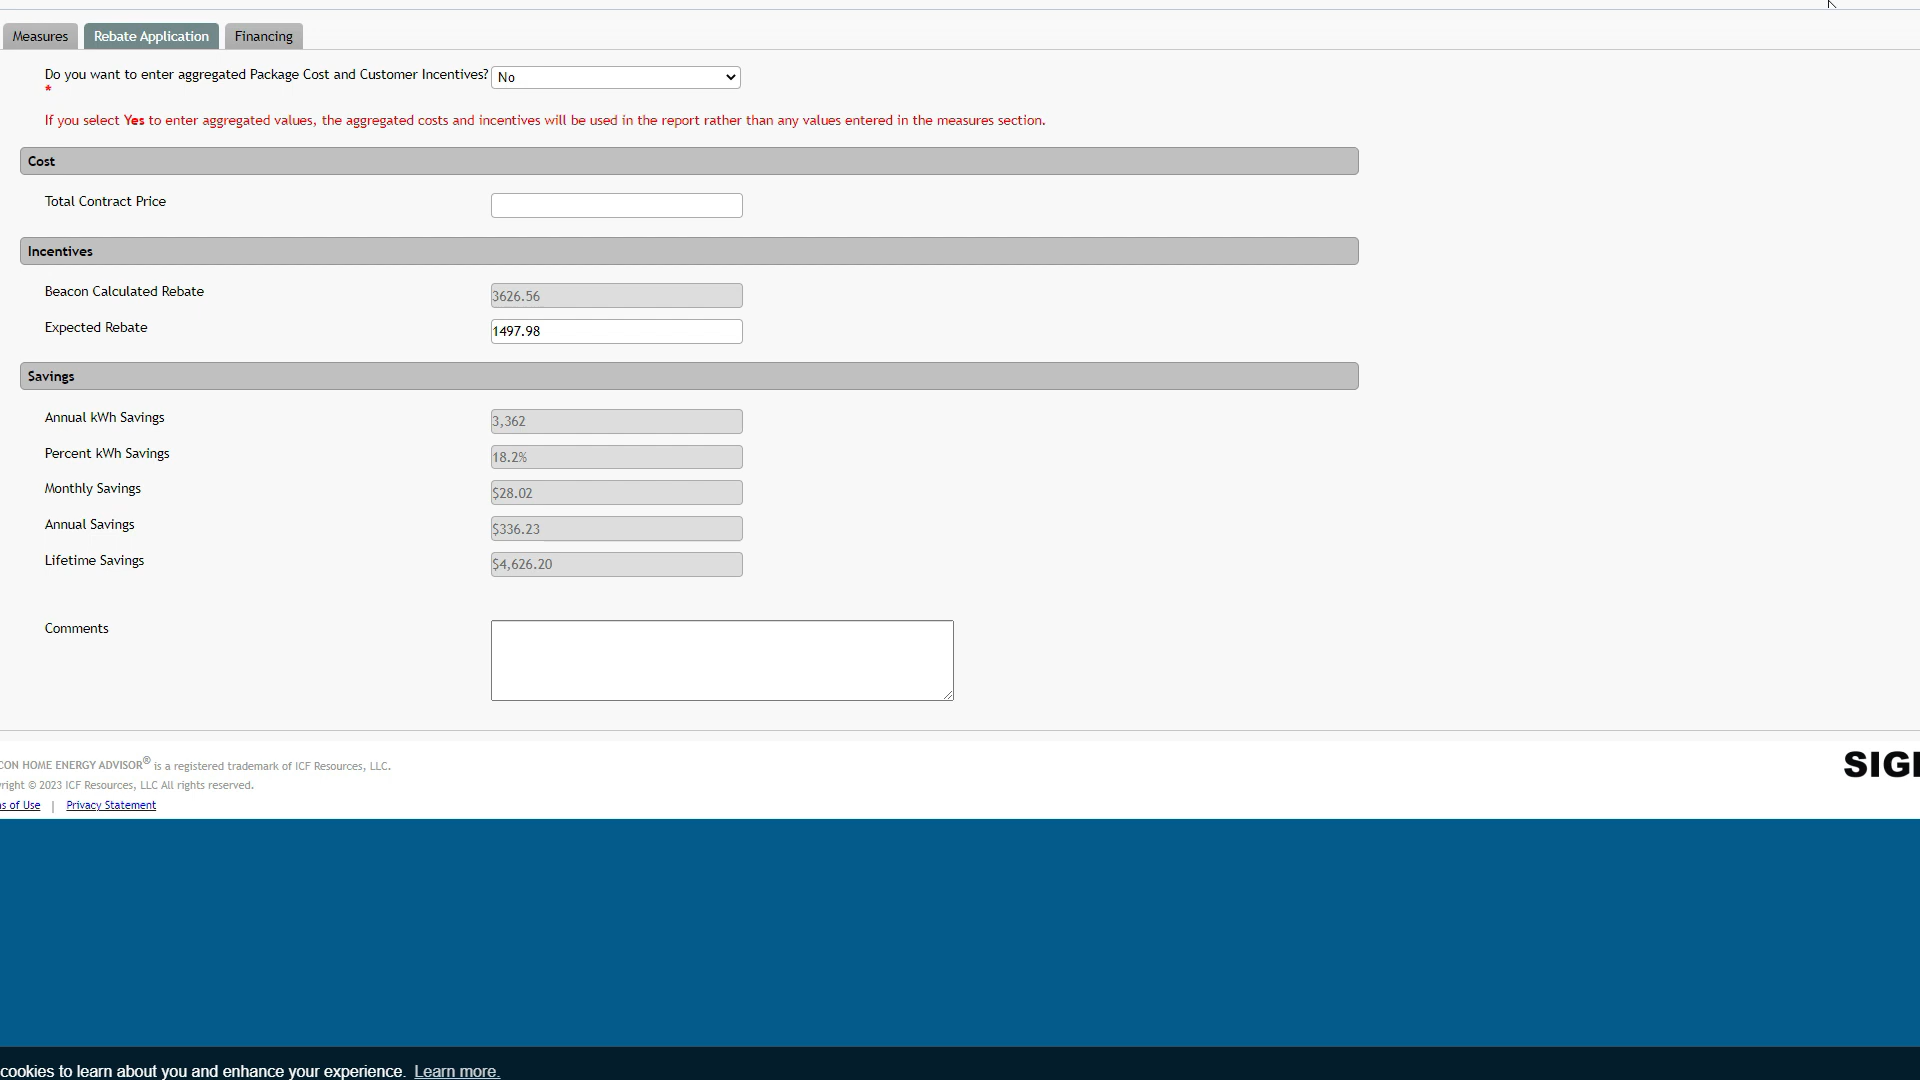 Measures
Rebate Application
Financing
Do you want to enter aggregated Package Cost and Customer Incentives? No
*
If you select Yes to enter aggregated values, the aggregated costs and incentives will be used in the report rather than any values entered in the measures section.
Cost
Total Contract Price
Incentives
Beacon Calculated Rebate 3626.56
Expected Rebate 1497.98
Savings
Annual kWh Savings 3,362
Percent kWh Savings 18.2%
Monthly Savings $28.02
Annual Savings $336.23
Lifetime Savings $4,626.20
Comments
CON HOME ENERGY ADVISOR® is a registered trademark of ICF Resources, LLC.
right © 2023 ICF Resources, LLC All rights reserved.
s of Use | Privacy Statement
SIG
cookies to learn about you and enhance your experience. Learn more.